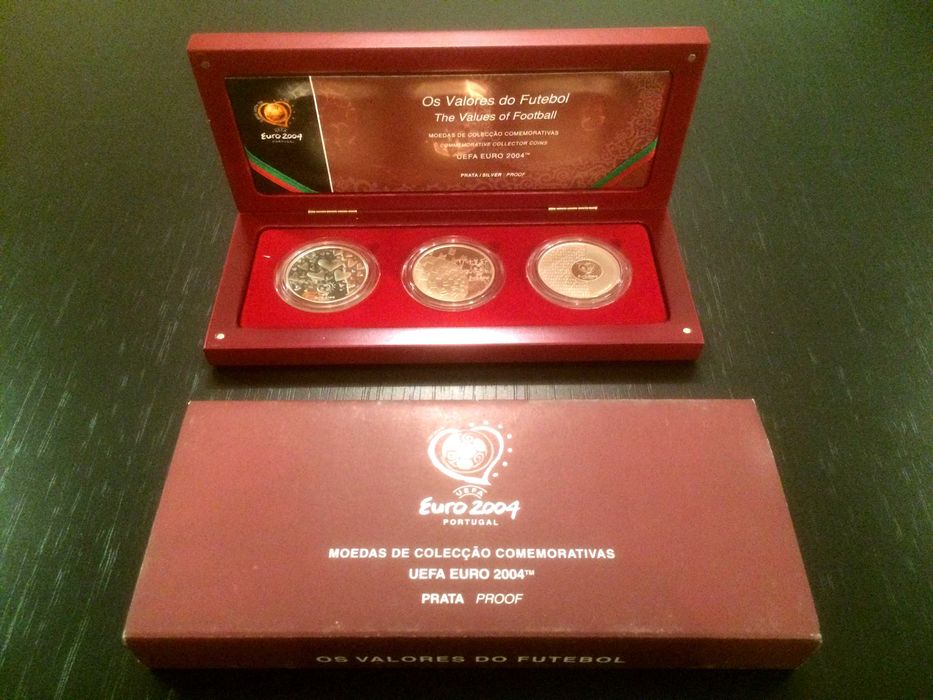 Os Valores do Futebol
The Values of Football
MOEDAS DE COLECÇÃO COMEMORATIVAS
COMMEMORATIVE COLLECTOR COINS
UEFA EURO 2004™
PRATA / SILVER PROOF
UEFA
Euro 2004
PORTUGAL
UEFA
Euro 2004
PORTUGAL
MOEDAS DE COLECÇÃO COMEMORATIVAS
UEFA EURO 2004™
PRATA PROOF
OS VALORES DO FUTEBOL